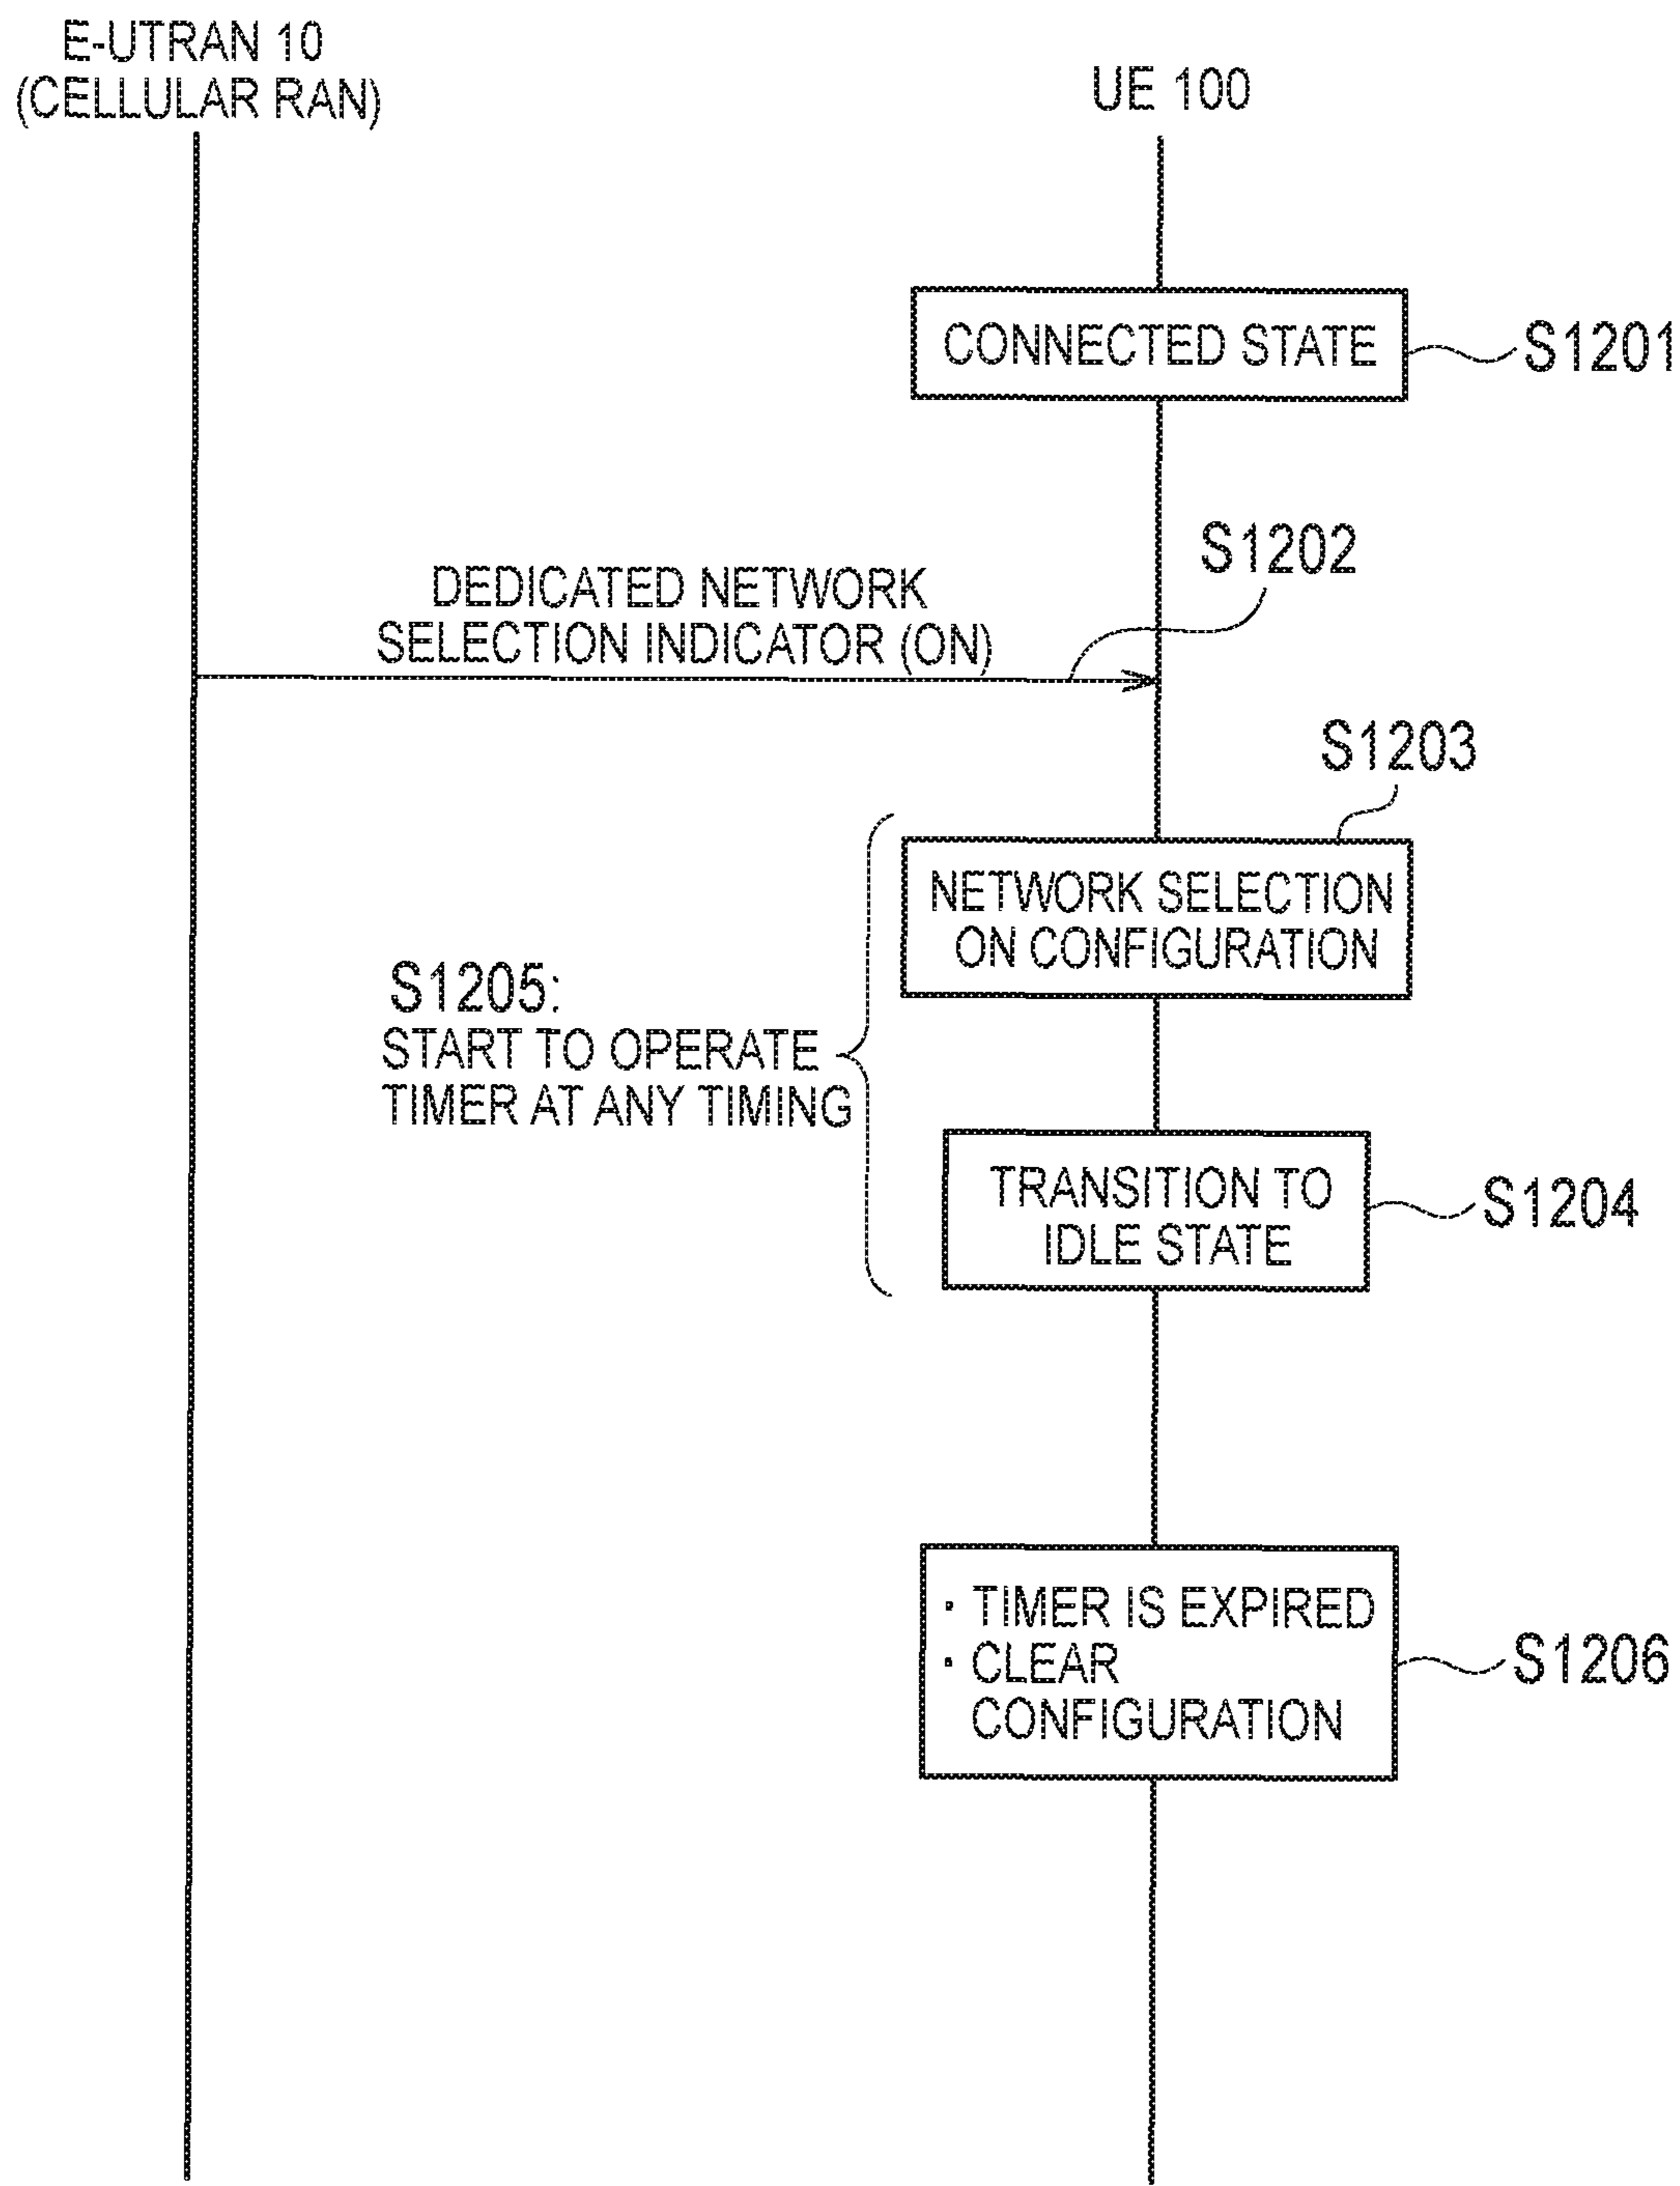 E-UTRAN 10
(CELLULAR RAN)
UE 100
CONNECTED STATE
S1201
S1202
DEDICATED NETWORK
SELECTION INDICATOR (ON)
S1203
NETWORK SELECTION
ON CONFIGURATION
S1205:
START TO OPERATE
TIMER AT ANY TIMING
TRANSITION TO
IDLE STATE
S1204
· TIMER IS EXPIRED
· CLEAR
CONFIGURATION
S1206